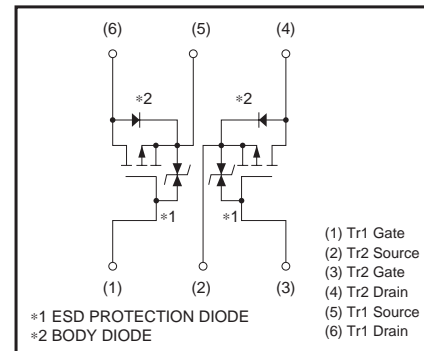 (6) (5) (4)
∗2 ∗2
∗1 ∗1
(1) (2) (3)
∗1 ESD PROTECTION DIODE
∗2 BODY DIODE
(1) Tr1 Gate
(2) Tr2 Source
(3) Tr2 Gate
(4) Tr2 Drain
(5) Tr1 Source
(6) Tr1 Drain